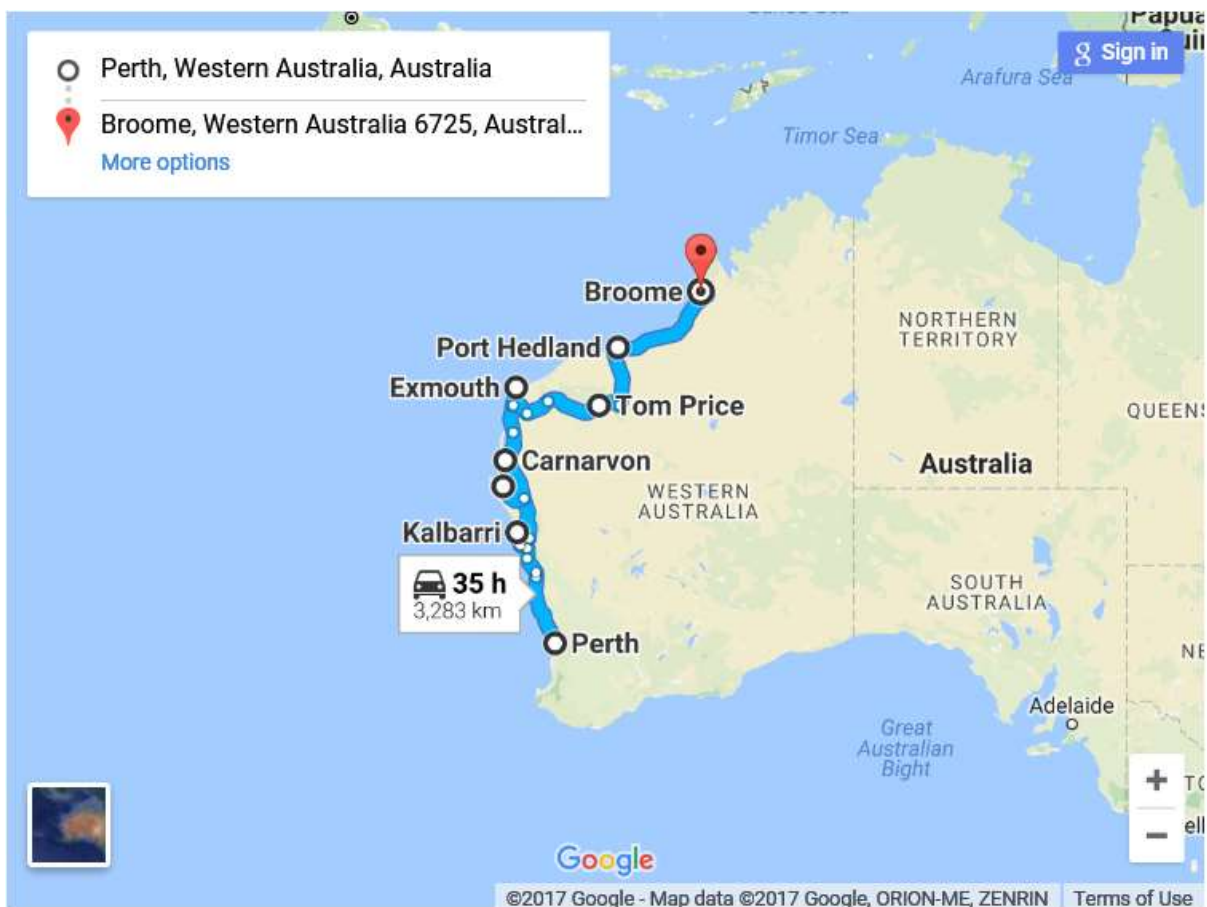 Perth, Western Australia, Australia
Broome, Western Australia 6725, Austral...
More options
Papua
Sign in
Arafura Sea
Timor Sea
Broome
NORTHERN
TERRITORY
Port Hedland
Exmouth
Tom Price
QUEENS
Carnarvon
Australia
WESTERN
AUSTRALIA
Kalbarri
35 h
3,283 km
SOUTH
AUSTRALIA
Perth
NE
Adelaide
Great
Australian
Bight
Google
©2017 Google - Map data ©2017 Google, ORION-ME, ZENRIN
Terms of Use